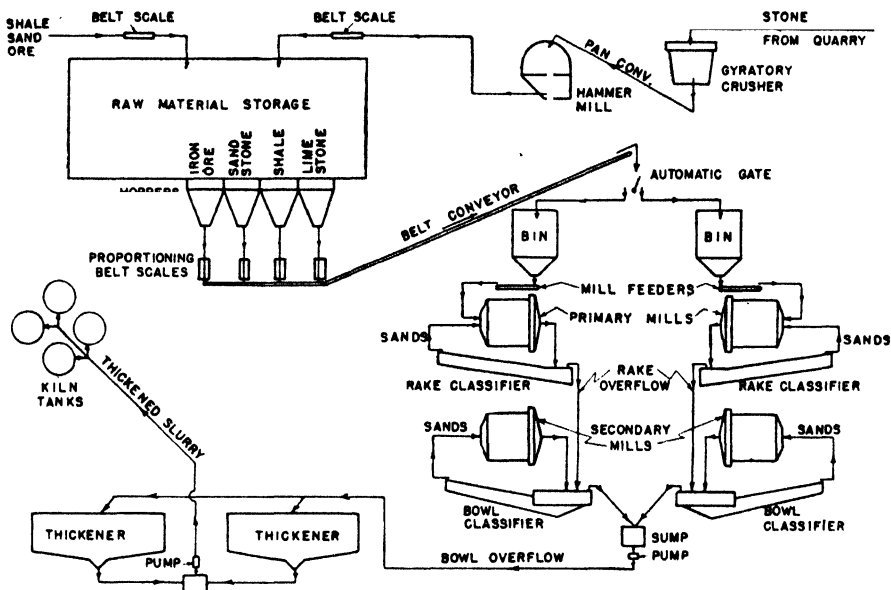 SHALE
SAND
ORE
BELT SCALE
BELT SCALE
STONE
FROM QUARRY
PAN CONV.
HAMMER
MILL
GYRATORY
CRUSHER
RAW MATERIAL STORAGE
IRON
ORE
SAND
STONE
SHALE
LIME
STONE
HOPPERS
BELT CONVEYOR
AUTOMATIC GATE
BIN
BIN
PROPORTIONING
BELT SCALES
MILL FEEDERS
PRIMARY MILLS
SANDS
SANDS
RAKE CLASSIFIER
RAKE
OVERFLOW
RAKE CLASSIFIER
KILN
TANKS
THICKENED SLURRY
SANDS
SECONDARY
MILLS
SANDS
BOWL
CLASSIFIER
BOWL
CLASSIFIER
THICKENER
THICKENER
SUMP
PUMP
PUMP
BOWL OVERFLOW